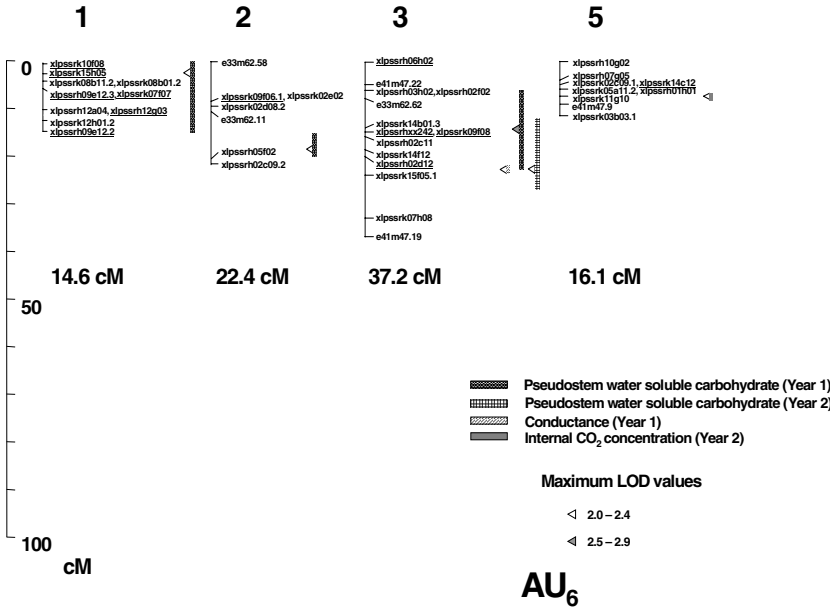 1 2 3 5
0
50
100
cM
xlpssrk10f08
xlpssrk15h05
xlpssrk08b11.2,xlpssrk08b01.2
xlpssrh09e12.3,xlpssrk07f07
xlpssrh12a04, xlpssrh12g03
xlpssrk12h01.2
xlpssrh09e12.2
14.6 cM
e33m62.58
xlpssrk09f06.1, xlpssrk02e02
xlpssrk02d08.2
e33m62.11
xlpssrh05f02
xlpssrh02c09.2
22.4 cM
xlpssrh06h02
e41m47.22
xlpssrh03h02,xlpssrh02f02
e33m62.62
xlpssrk14b01.3
xlpssrhxx242, xlpssrk09f08
xlpssrh02c11
xlpssrk14f12
xlpssrh02d12
xlpssrk15f05.1
xlpssrk07h08
e41m47.19
37.2 cM
xlpssrh10g02
xlpssrh07g05
xlpssrk02c09.1, xlpssrk14c12
xlpssrk05a11.2, xlpssrh01h01
xlpssrk11g10
e41m47.9
xlpssrk03b03.1
16.1 cM
Pseudostem water soluble carbohydrate (Year 1)
Pseudostem water soluble carbohydrate (Year 2)
Conductance (Year 1)
Internal CO₂ concentration (Year 2)
Maximum LOD values
2.0 – 2.4
2.5 – 2.9
AU₆